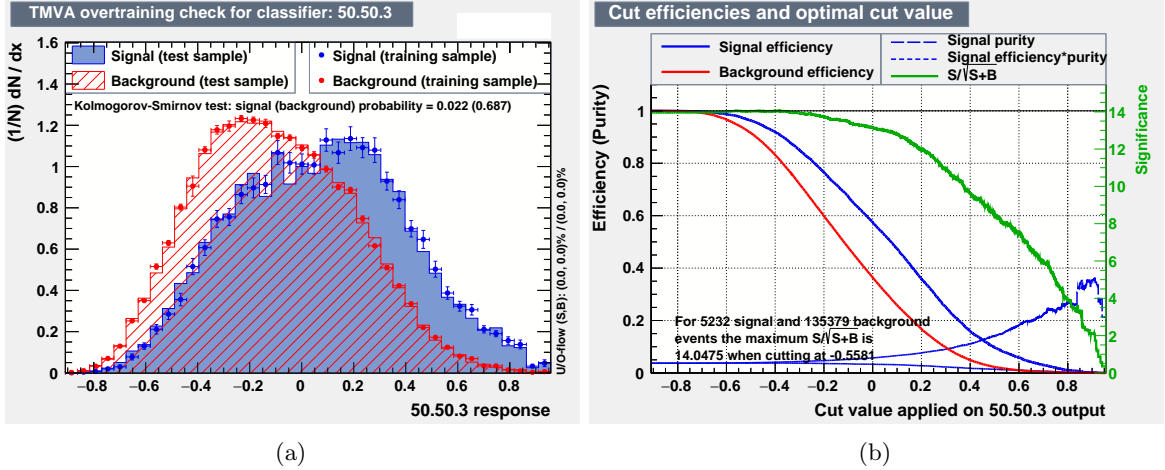 TMVA overtraining check for classifier: 50.50.3
(1/N) dN / dx
Signal (test sample)
Background (test sample)
Signal (training sample)
Background (training sample)
Kolmogorov-Smirnov test: signal (background) probability = 0.022 (0.687)
1.6
1.4
1.2
1
0.8
0.6
0.4
0.2
0
−0.8 −0.6 −0.4 −0.2 0 0.2 0.4 0.6 0.8
50.50.3 response
U/O-flow (S,B): (0.0, 0.0)% / (0.0, 0.0)%
(a)
Cut efficiencies and optimal cut value
Signal efficiency
Background efficiency
Signal purity
Signal efficiency*purity
S/√S+B
Efficiency (Purity)
1
0.8
0.6
0.4
0.2
0
For 5232 signal and 135379 background
events the maximum S/√S+B is
14.0475 when cutting at -0.5581
−0.8 −0.6 −0.4 −0.2 0 0.2 0.4 0.6 0.8
Cut value applied on 50.50.3 output
14
12
10
8
6
4
2
0
Significance
(b)